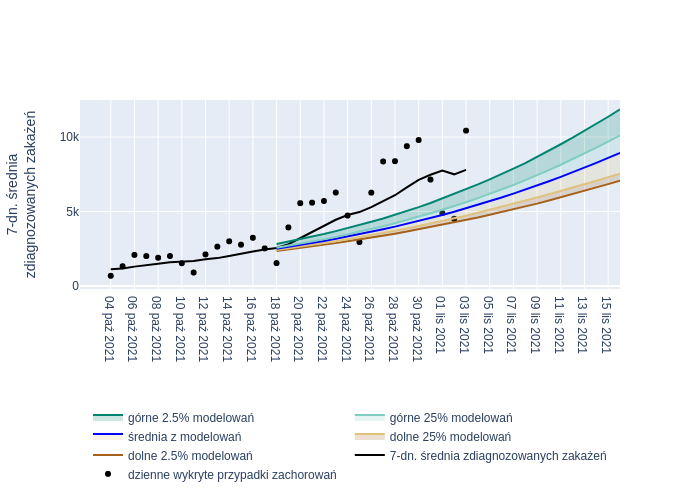 7-dn. średnia
zdiagnozowanych zakażeń
10k
5k
0
04 paź 2021
06 paź 2021
08 paź 2021
10 paź 2021
12 paź 2021
14 paź 2021
16 paź 2021
18 paź 2021
20 paź 2021
22 paź 2021
24 paź 2021
26 paź 2021
28 paź 2021
30 paź 2021
01 lis 2021
03 lis 2021
05 lis 2021
07 lis 2021
09 lis 2021
11 lis 2021
13 lis 2021
15 lis 2021
górne 2.5% modelowań
górne 25% modelowań
średnia z modelowań
dolne 25% modelowań
dolne 2.5% modelowań
7-dn. średnia zdiagnozowanych zakażeń
dzienne wykryte przypadki zachorowań